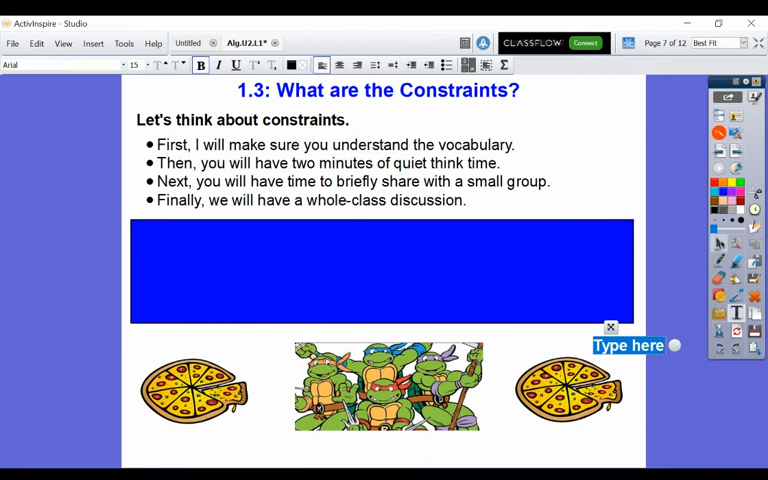 ActivInspire - Studio
File Edit View Insert Tools Help Untitled Alg.U2.L1* CLASSFLOW Connect Page 7 of 12 Best Fit
Arial 15 B I U
1.3: What are the Constraints?
Let's think about constraints.
• First, I will make sure you understand the vocabulary.
• Then, you will have two minutes of quiet think time.
• Next, you will have time to briefly share with a small group.
• Finally, we will have a whole-class discussion.
Type here